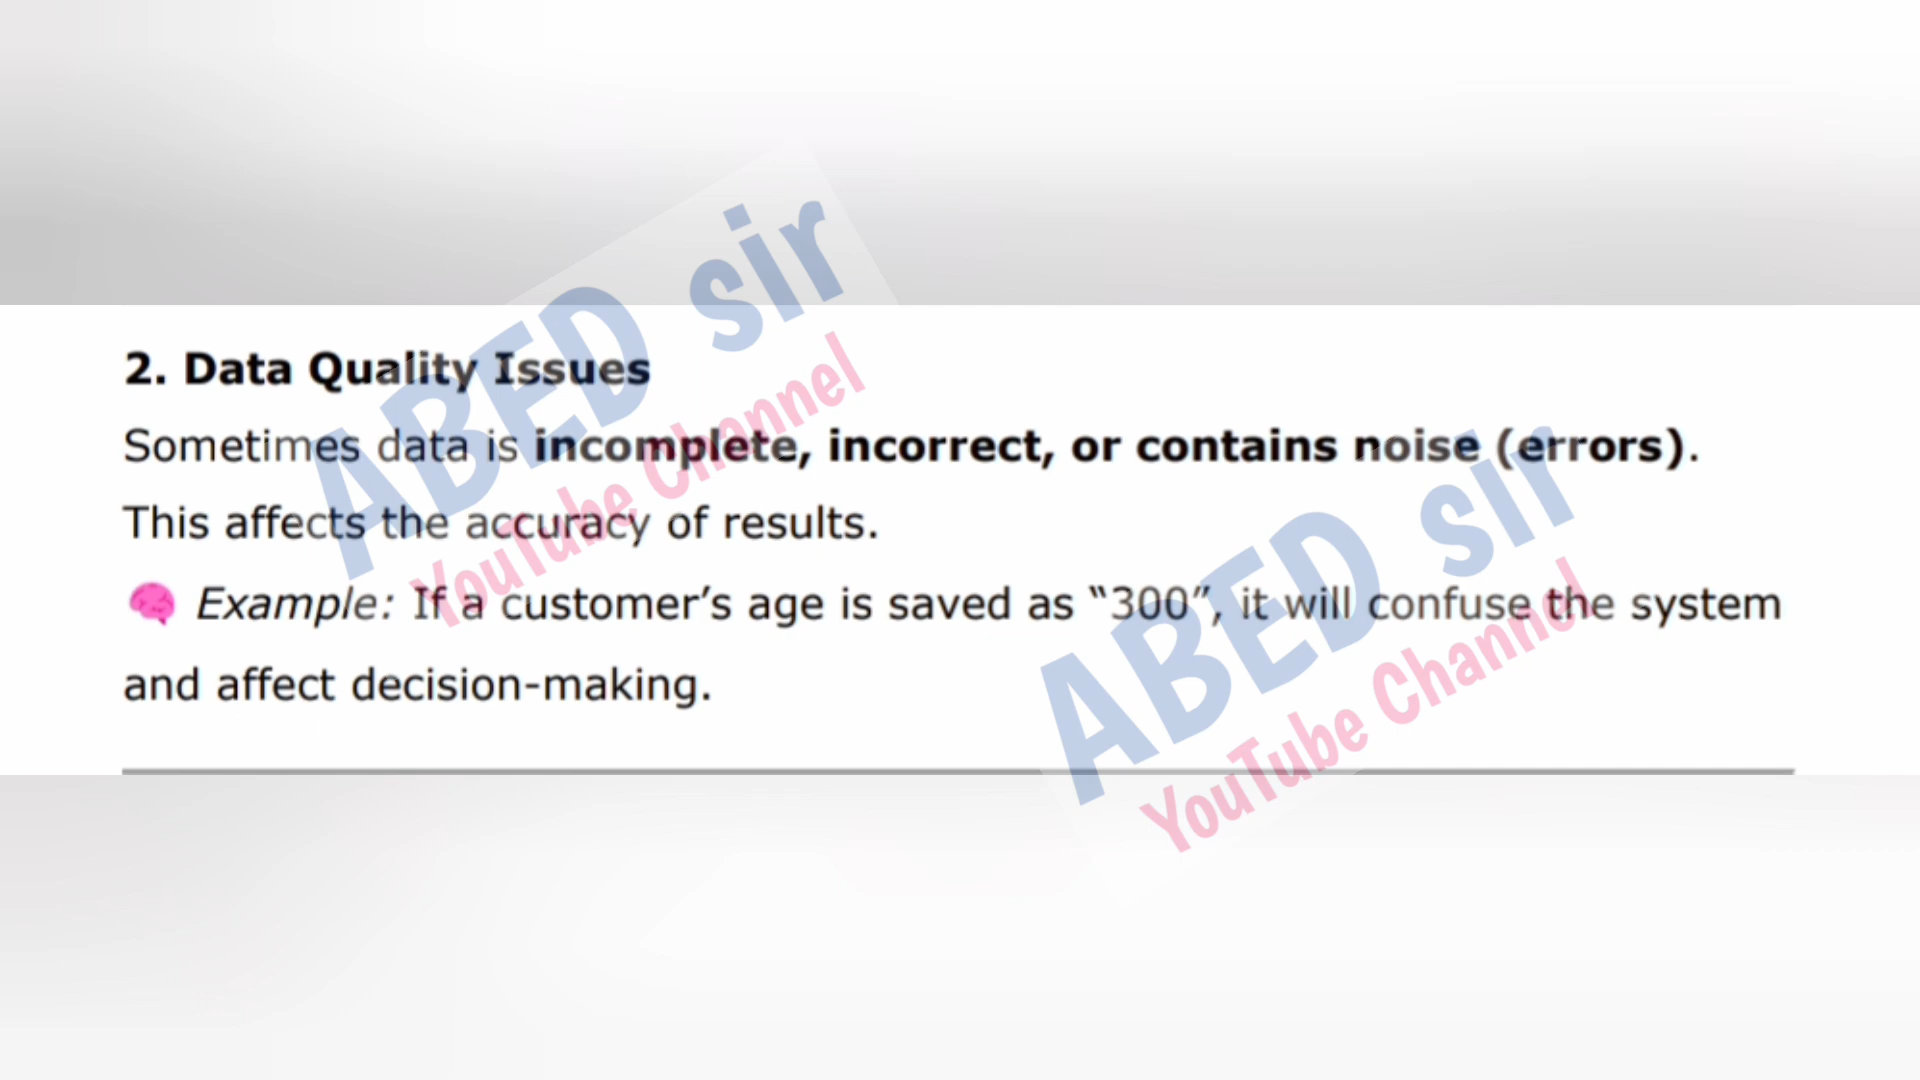 2. Data Quality Issues
Sometimes data is incomplete, incorrect, or contains noise (errors).
This affects the accuracy of results.
🧠 Example: If a customer’s age is saved as “300”, it will confuse the system
and affect decision-making.
ABED sir
YouTube Channel
ABED sir
YouTube Channel